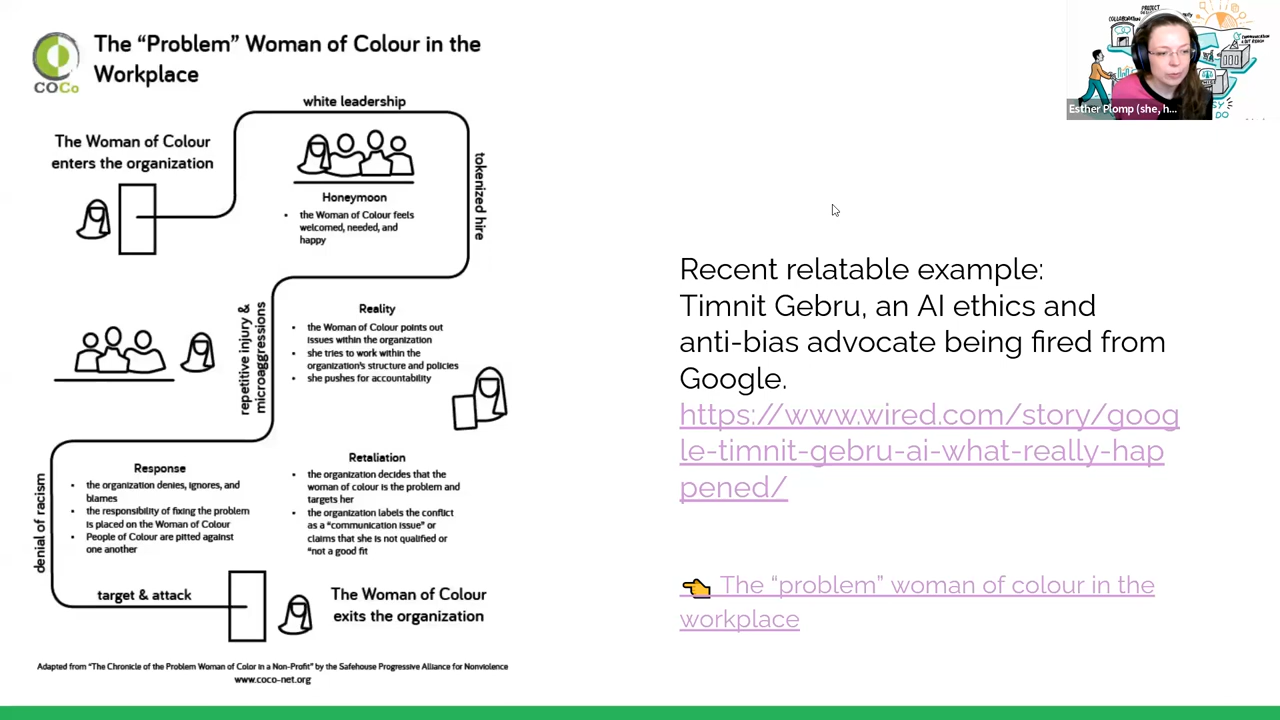 COCo
The “Problem” Woman of Colour in the
Workplace
white leadership
The Woman of Colour
enters the organization
tokenized hire
Honeymoon
• the Woman of Colour feels
welcomed, needed, and
happy
repetitive injury &
microaggressions
Reality
• the Woman of Colour points out
issues within the organization
• she tries to work within the
organization's structure and policies
• she pushes for accountability
denial of racism
Response
• the organization denies, ignores, and
blames
• the responsibility of fixing the problem
is placed on the Woman of Colour
• People of Colour are pitted against
one another
Retaliation
• the organization decides that the
woman of colour is the problem and
targets her
• the organization labels the conflict
as a “communication issue” or
claims that she is not qualified or
“not a good fit
target & attack
The Woman of Colour
exits the organization
Adapted from “The Chronicle of the Problem Woman of Color in a Non-Profit” by the Safehouse Progressive Alliance for Nonviolence
www.coco-net.org
Recent relatable example:
Timnit Gebru, an AI ethics and
anti-bias advocate being fired from
Google.
https://www.wired.com/story/goog
le-timnit-gebru-ai-what-really-hap
pened/
👉 The “problem” woman of colour in the
workplace
PROJECT
COLLABORATION
Esther Plomp (she, h...
DO